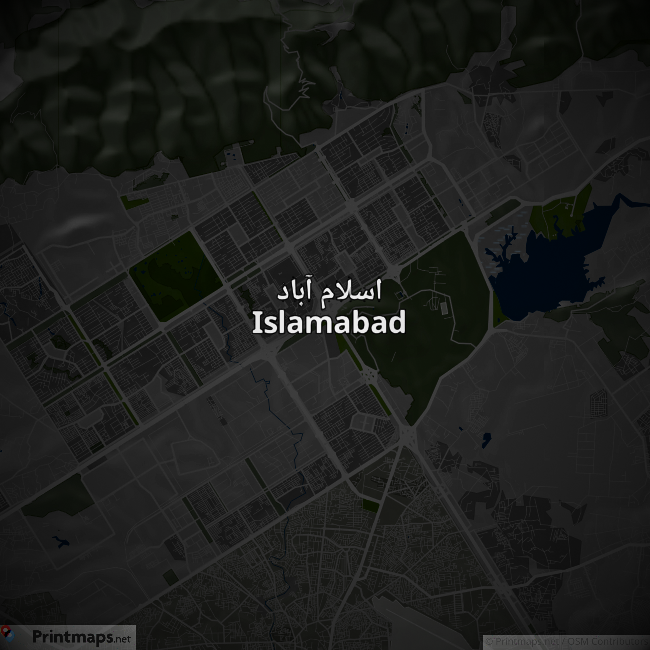 اسلام آباد
Islamabad
Printmaps.net
© Printmaps.net / OSM Contributors